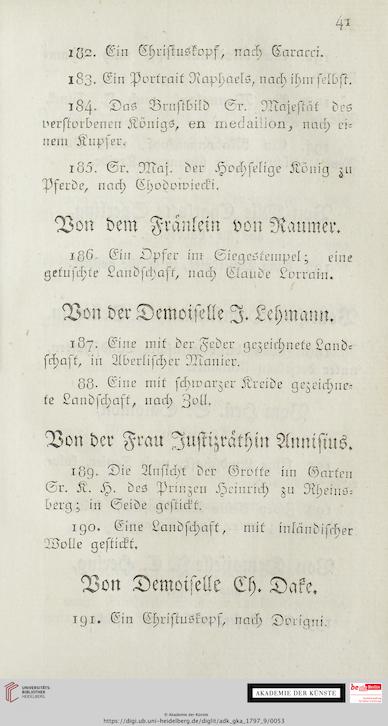 41
182. Ein Christuskopf, nach Caracci.
183. Ein Portrait Raphaels, nach ihm selbst.
184. Das Brustbild Sr. Majestät des
verstorbenen Königs, en medaillon, nach ei-
nem Kupfer.
185. Sr. Maj. der Hochselige König zu
Pferde, nach Chodowiecki.
Von dem Fräulein von Raumer.
186. Ein Opfer im Siegestempel; eine
getuschte Landschaft, nach Claude Lorrain.
Von der Demoiselle J. Lehmann.
187. Eine mit der Feder gezeichnete Land-
schaft, in Aberlischer Manier.
88. Eine mit schwarzer Kreide gezeichne-
te Landschaft, nach Zoll.
Von der Frau Justizräthin Annisius.
189. Die Ansicht der Grotte im Garten
Sr. K. H. des Prinzen Heinrich zu Rheins-
berg; in Seide gestickt.
190. Eine Landschaft, mit inländischer
Wolle gestickt.
Von Demoiselle Ch. Dake.
191. Ein Christuskopf, nach Dorigni.
UNIVERSITÄTS-
BIBLIOTHEK
HEIDELBERG
AKADEMIE DER KÜNSTE
© Akademie der Künste
https://digi.ub.uni-heidelberg.de/diglit/adk_gka_1797_9/0053